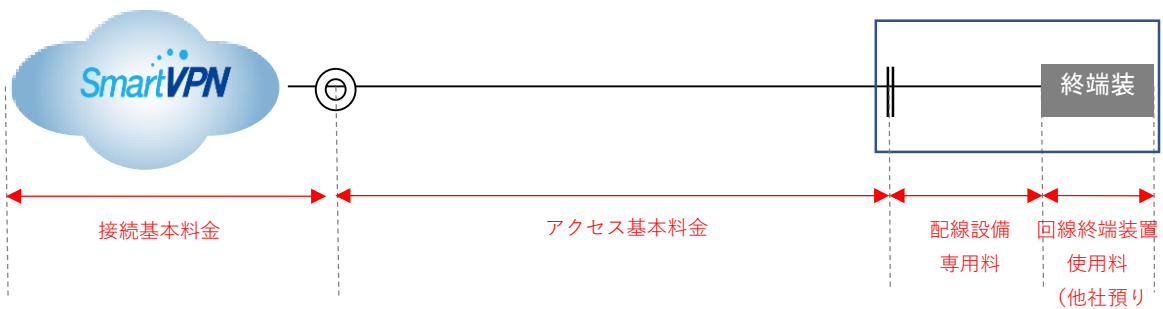 SmartVPN
終端装
接続基本料金
アクセス基本料金
配線設備
専用料
回線終端装置
使用料
(他社預り